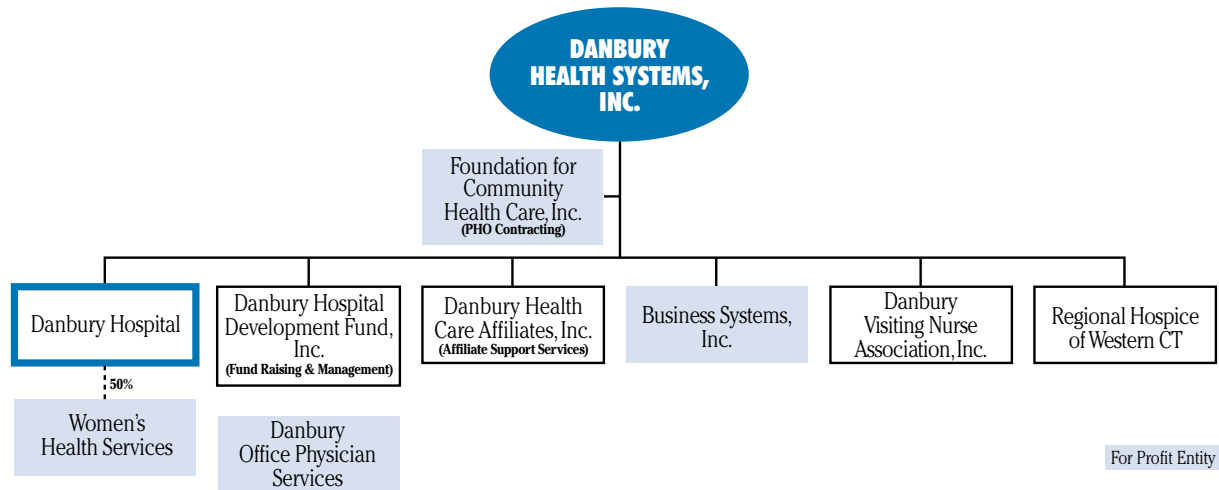 DANBURY
HEALTH SYSTEMS,
INC.
Foundation for
Community
Health Care, Inc.
(PHO Contracting)
Danbury Hospital
Danbury Hospital
Development Fund,
Inc.
(Fund Raising & Management)
Danbury Health
Care Affiliates, Inc.
(Affiliate Support Services)
Business Systems,
Inc.
Danbury
Visiting Nurse
Association, Inc.
Regional Hospice
of Western CT
50%
Women's
Health Services
Danbury
Office Physician
Services
For Profit Entity